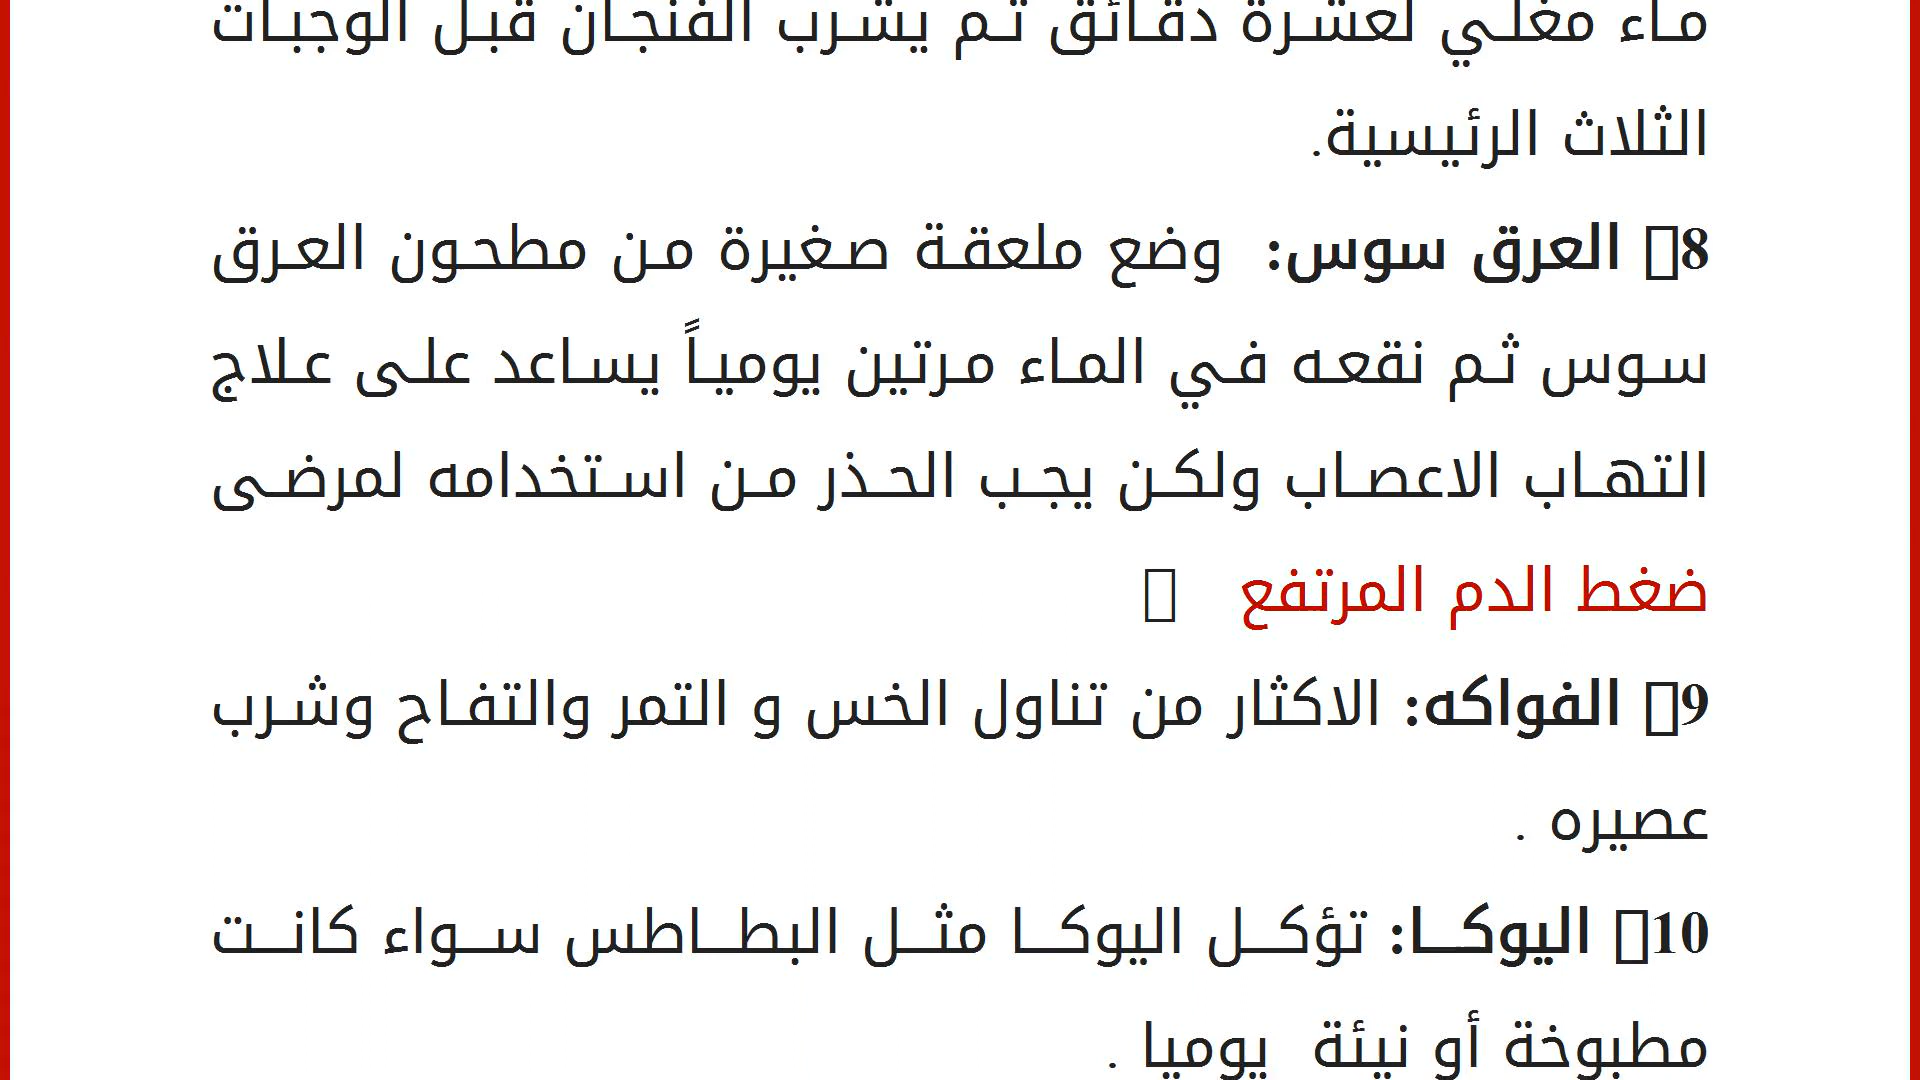 ماء مغلي لعشرة دقائق ثم يشرب الفنجان قبل الوجبات
الثلاث الرئيسية.
8 العرق سوس: وضع ملعقة صغيرة من مطحون العرق
سوس ثم نقعه في الماء مرتين يومياً يساعد على علاج
التهاب الاعصاب ولكن يجب الحذر من استخدامه لمرضى
ضغط الدم المرتفع
9 الفواكه: الاكثار من تناول الخس و التمر والتفاح وشرب
عصيره .
10 اليوكا: تؤكل اليوكا مثل البطاطس سواء كانت
مطبوخة أو نيئة يوميا .